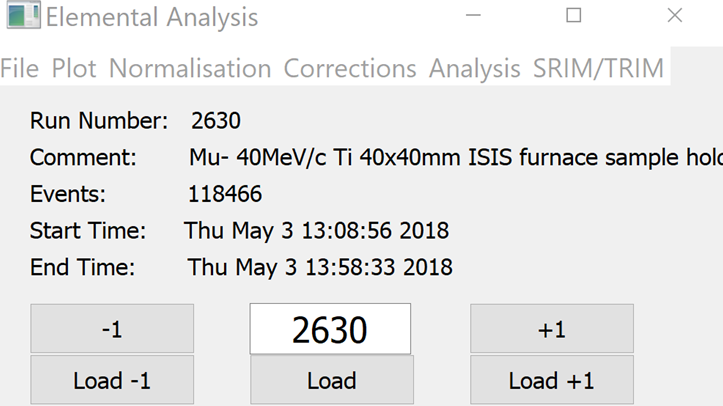 Elemental Analysis
File Plot Normalisation Corrections Analysis SRIM/TRIM
Run Number: 2630
Comment: Mu- 40MeV/c Ti 40x40mm ISIS furnace sample
Events: 118466
Start Time: Thu May 3 13:08:56 2018
End Time: Thu May 3 13:58:33 2018
-1 2630 +1
Load -1 Load Load +1